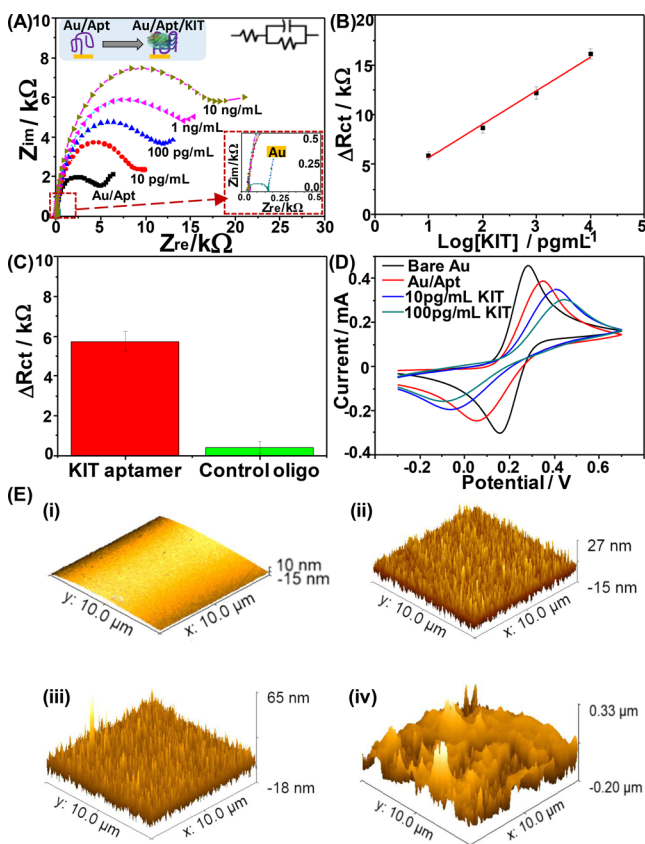 (A)
Au/Apt
Au/Apt/KIT
Zim/ kΩ
8
6
4
2
0
10 ng/mL
1 ng/mL
100 pg/mL
10 pg/mL
Au/Apt
Au
Zim/kΩ
0.5
0.25
0.0
0.00 0.25 0.50
Zre/kΩ
0 5 10 15 20 25 30
Zre/kΩ
(B)
ΔRct / kΩ
20
15
10
5
0
0 1 2 3 4 5
Log[KIT] / pgmL-1
(C)
ΔRct / kΩ
10
8
6
4
2
0
KIT aptamer Control oligo
(D)
Current / mA
0.4
0.2
0
-0.2
-0.4
Bare Au
Au/Apt
10pg/mL KIT
100pg/mL KIT
0.0 0.2 0.4 0.6 0.8
Potential / V
(E)
(i)
10 nm
-15 nm
y: 10.0 µm
x: 10.0 µm
(ii)
27 nm
-15 nm
y: 10.0 µm
x: 10.0 µm
(iii)
65 nm
-18 nm
y: 10.0 µm
x: 10.0 µm
(iv)
0.33 µm
-0.20 µm
y: 10.0 µm
x: 10.0 µm